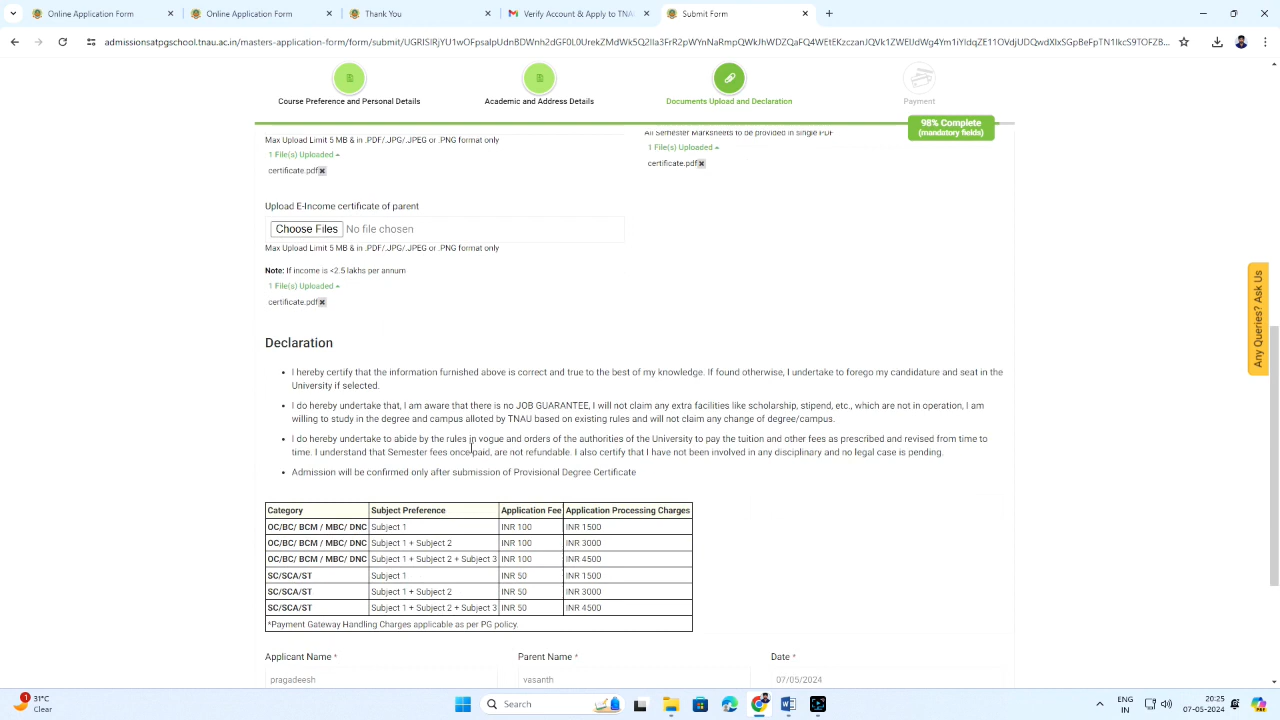 Online Application Form
Online Application Form
Thank You
Verify Account & Apply to TNA
Submit Form
Course Preference and Personal Details
Academic and Address Details
Documents Upload and Declaration
Payment
98% Complete
(mandatory fields)
Max Upload Limit 5 MB & in .PDF/.JPG/.JPEG or .PNG format only
All Semester Marksheets to be provided in single PDF
1 File(s) Uploaded
1 File(s) Uploaded
certificate.pdf
certificate.pdf
Upload E-Income certificate of parent
Choose Files No file chosen
Max Upload Limit 5 MB & in .PDF/.JPG/.JPEG or .PNG format only
Note: If income is <2.5 lakhs per annum
1 File(s) Uploaded
certificate.pdf
Any Queries? Ask Us
Declaration
• I hereby certify that the information furnished above is correct and true to the best of my knowledge. If found otherwise, I undertake to forego my candidature and seat in the
University if selected.
• I do hereby undertake that, I am aware that there is no JOB GUARANTEE, I will not claim any extra facilities like scholarship, stipend, etc., which are not in operation, I am
willing to study in the degree and campus alloted by TNAU based on existing rules and will not claim any change of degree/campus.
• I do hereby undertake to abide by the rules in vogue and orders of the authorities of the University to pay the tuition and other fees as prescribed and revised from time to
time. I understand that Semester fees once paid, are not refundable. I also certify that I have not been involved in any disciplinary and no legal case is pending.
• Admission will be confirmed only after submission of Provisional Degree Certificate
Category Subject Preference Application Fee Application Processing Charges
OC/BC/ BCM / MBC/ DNC Subject 1 INR 100 INR 1500
OC/BC/ BCM / MBC/ DNC Subject 1 + Subject 2 INR 100 INR 3000
OC/BC/ BCM / MBC/ DNC Subject 1 + Subject 2 + Subject 3 INR 100 INR 4500
SC/SCA/ST Subject 1 INR 50 INR 1500
SC/SCA/ST Subject 1 + Subject 2 INR 50 INR 3000
SC/SCA/ST Subject 1 + Subject 2 + Subject 3 INR 50 INR 4500
*Payment Gateway Handling Charges applicable as per PG policy.
Applicant Name * Parent Name * Date *
pragadeesh vasanth 07/05/2024
1 31°C
Clear
Search
ENG
IN
20:25
07-05-2024